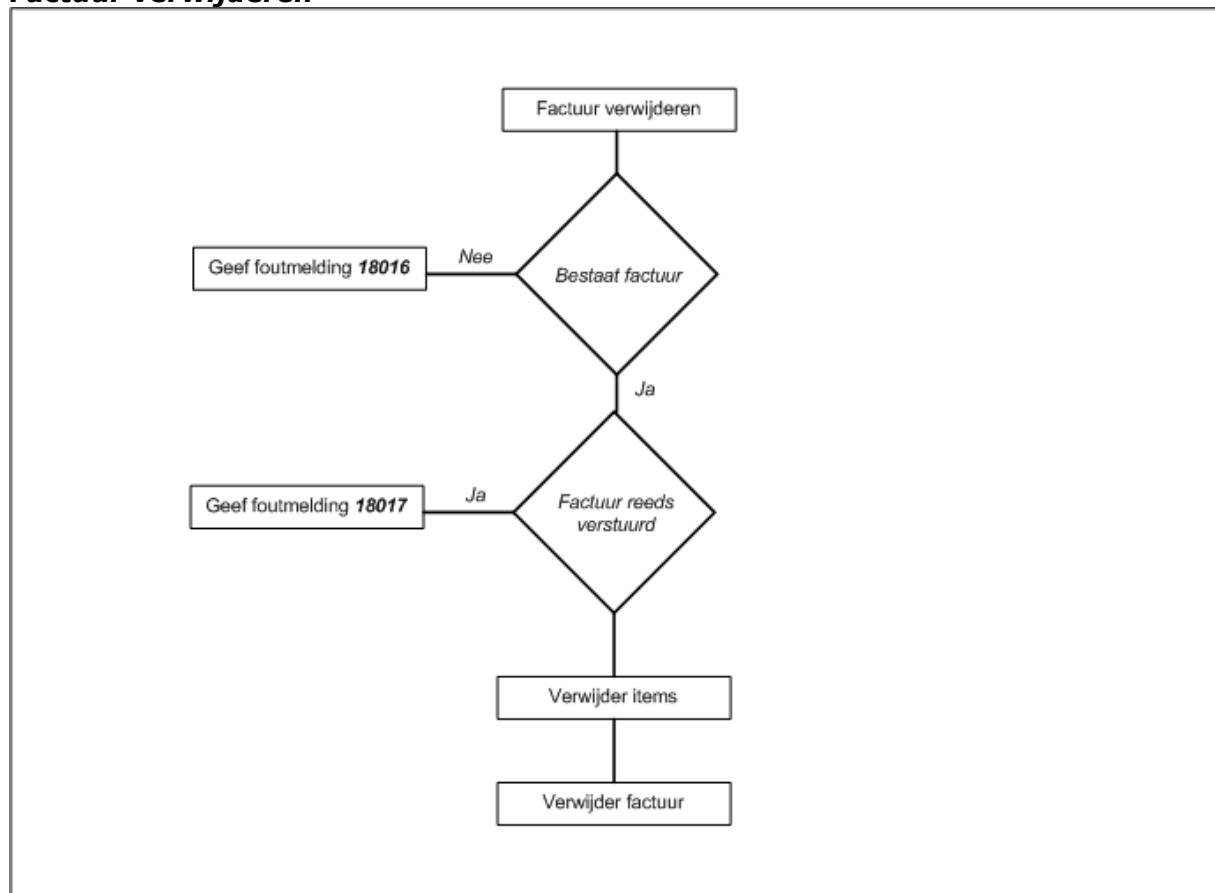 Factuur verwijderen
Factuur verwijderen
Nee
Geef foutmelding 18016
Bestaat factuur
Ja
Ja
Geef foutmelding 18017
Factuur reeds
verstuurd
Verwijder items
Verwijder factuur